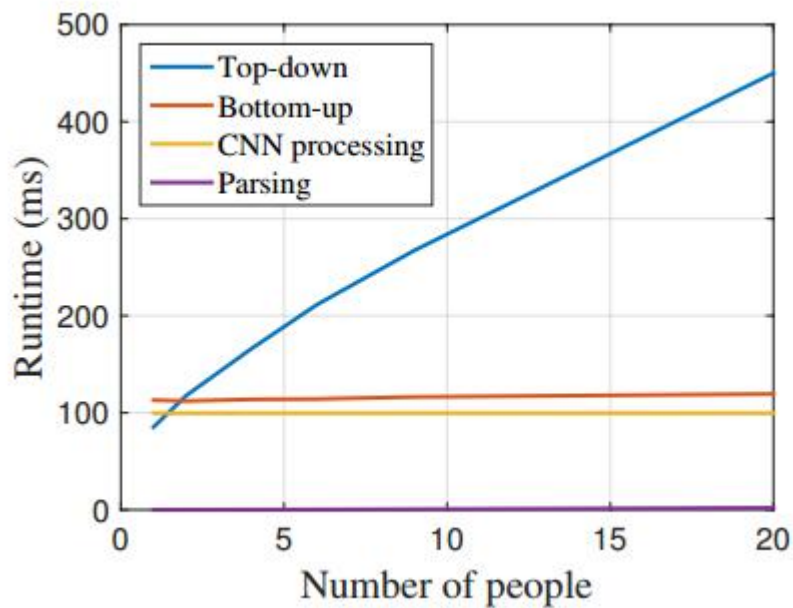 500
400
300
200
100
0
Runtime (ms)
Top-down
Bottom-up
CNN processing
Parsing
0 5 10 15 20
Number of people